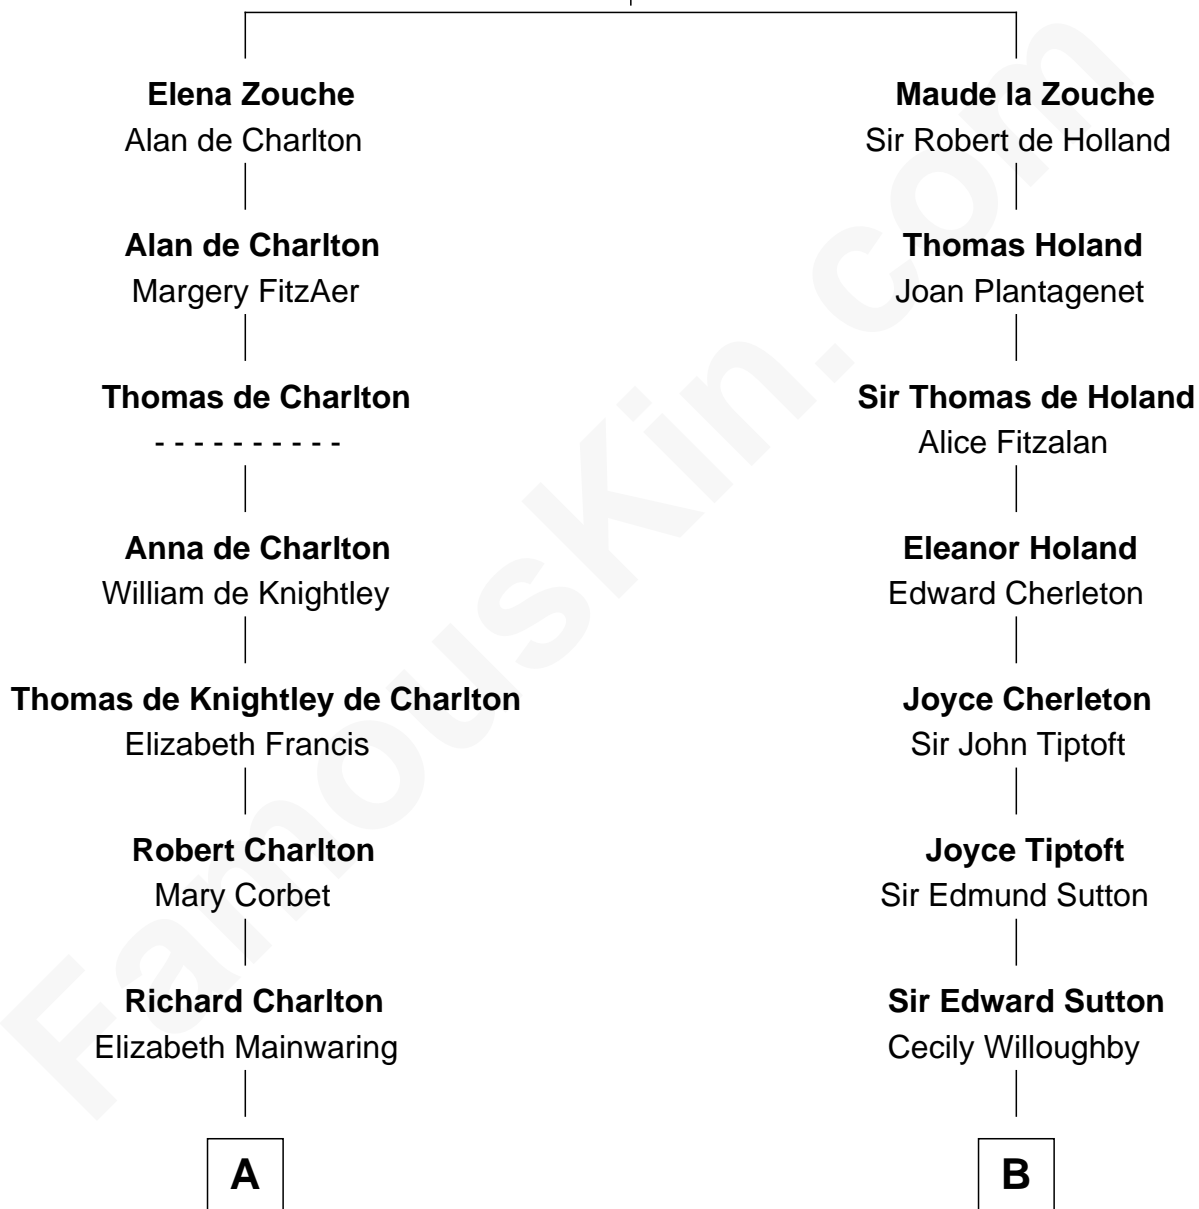 Elena Zouche
Alan de Charlton
Alan de Charlton
Margery FitzAer
Thomas de Charlton
- - - - - - - - - -
Anna de Charlton
William de Knightley
Thomas de Knightley de Charlton
Elizabeth Francis
Robert Charlton
Mary Corbet
Richard Charlton
Elizabeth Mainwaring
A
Maude la Zouche
Sir Robert de Holland
Thomas Holand
Joan Plantagenet
Sir Thomas de Holand
Alice Fitzalan
Eleanor Holand
Edward Cherleton
Joyce Cherleton
Sir John Tiptoft
Joyce Tiptoft
Sir Edmund Sutton
Sir Edward Sutton
Cecily Willoughby
B
FamousKin.com